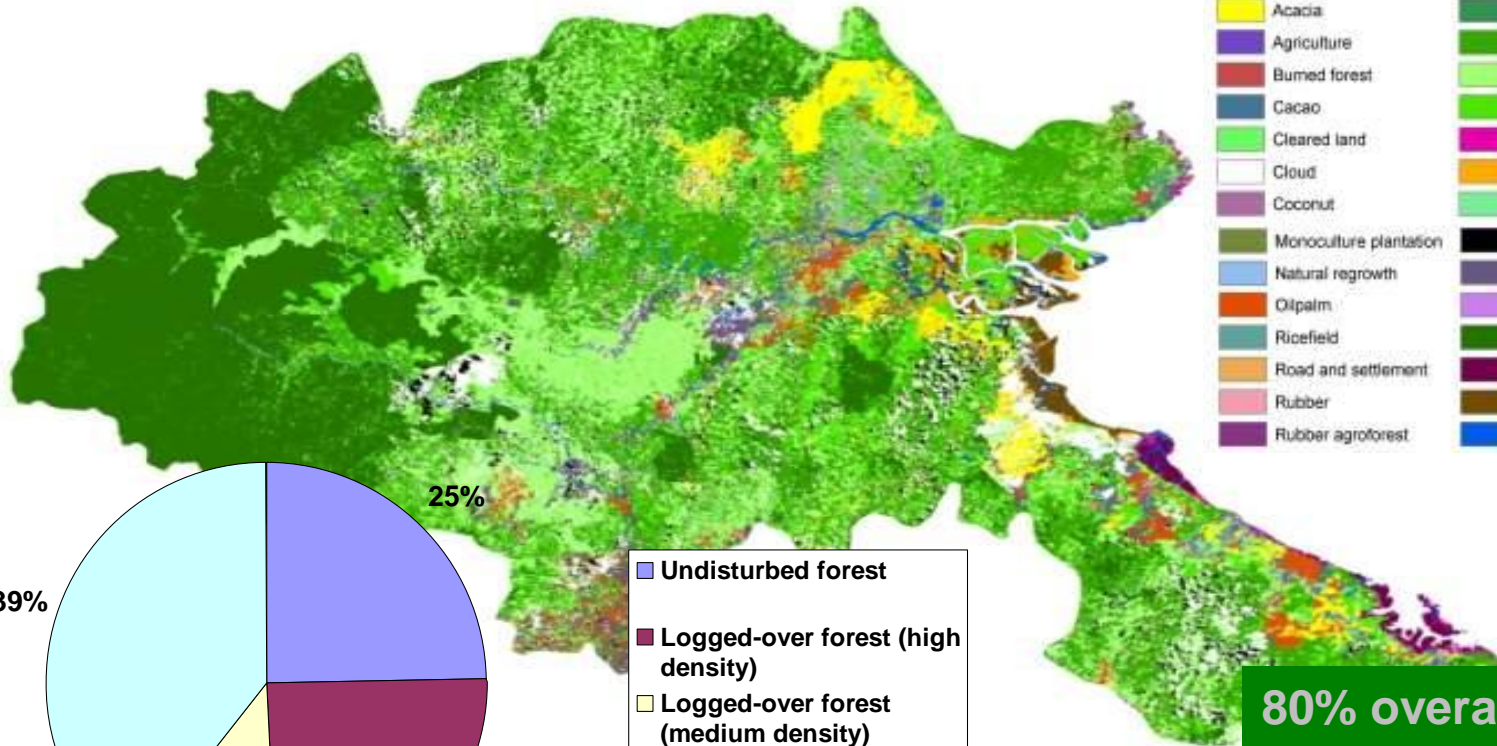 Acacia
Agriculture
Burned forest
Cacao
Cleared land
Cloud
Coconut
Monoculture plantation
Natural regrowth
Oilpalm
Ricefield
Road and settlement
Rubber
Rubber agroforest
25%
39%
Undisturbed forest
Logged-over forest (high
density)
Logged-over forest
(medium density)
80% overa